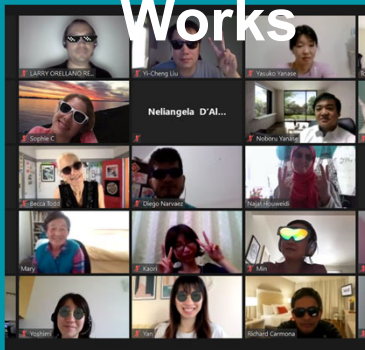 Works
LARRY ORELLANO RE...
Yi-Cheng Liu
Yasuko Yanase
Sophie C
Neliangela D'Al...
Noboru Yanase
Becca Todd
Diego Narvaez
Najat Houweidi
Mary
Kaori
Min
Yoshimi
Yan
Richard Carmona